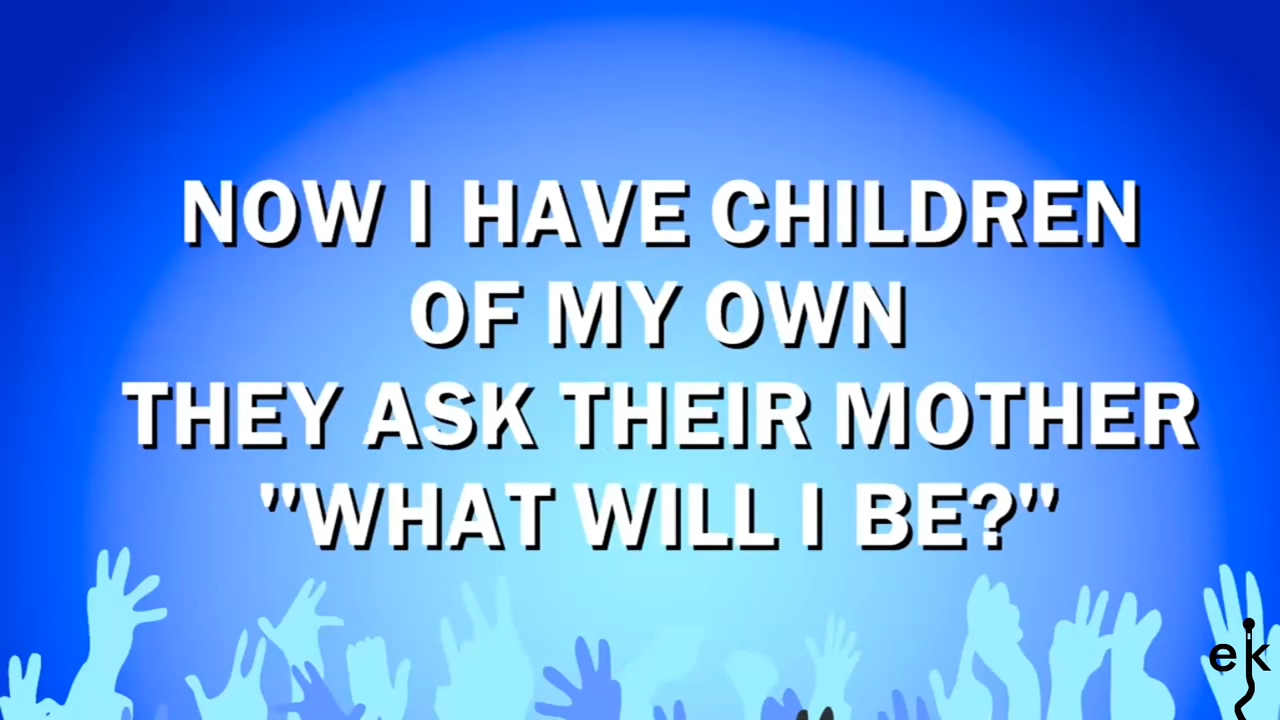 NOW I HAVE CHILDREN
OF MY OWN
THEY ASK THEIR MOTHER
"WHAT WILL I BE?"
ek